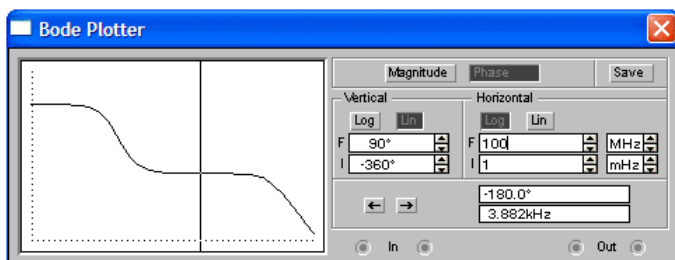 Bode Plotter
Magnitude Phase Save
Vertical Horizontal
Log Lin Log Lin
F 90° F 100 MHz
I -360° I 1 mHz
← → -180.0°
3.882kHz
In Out